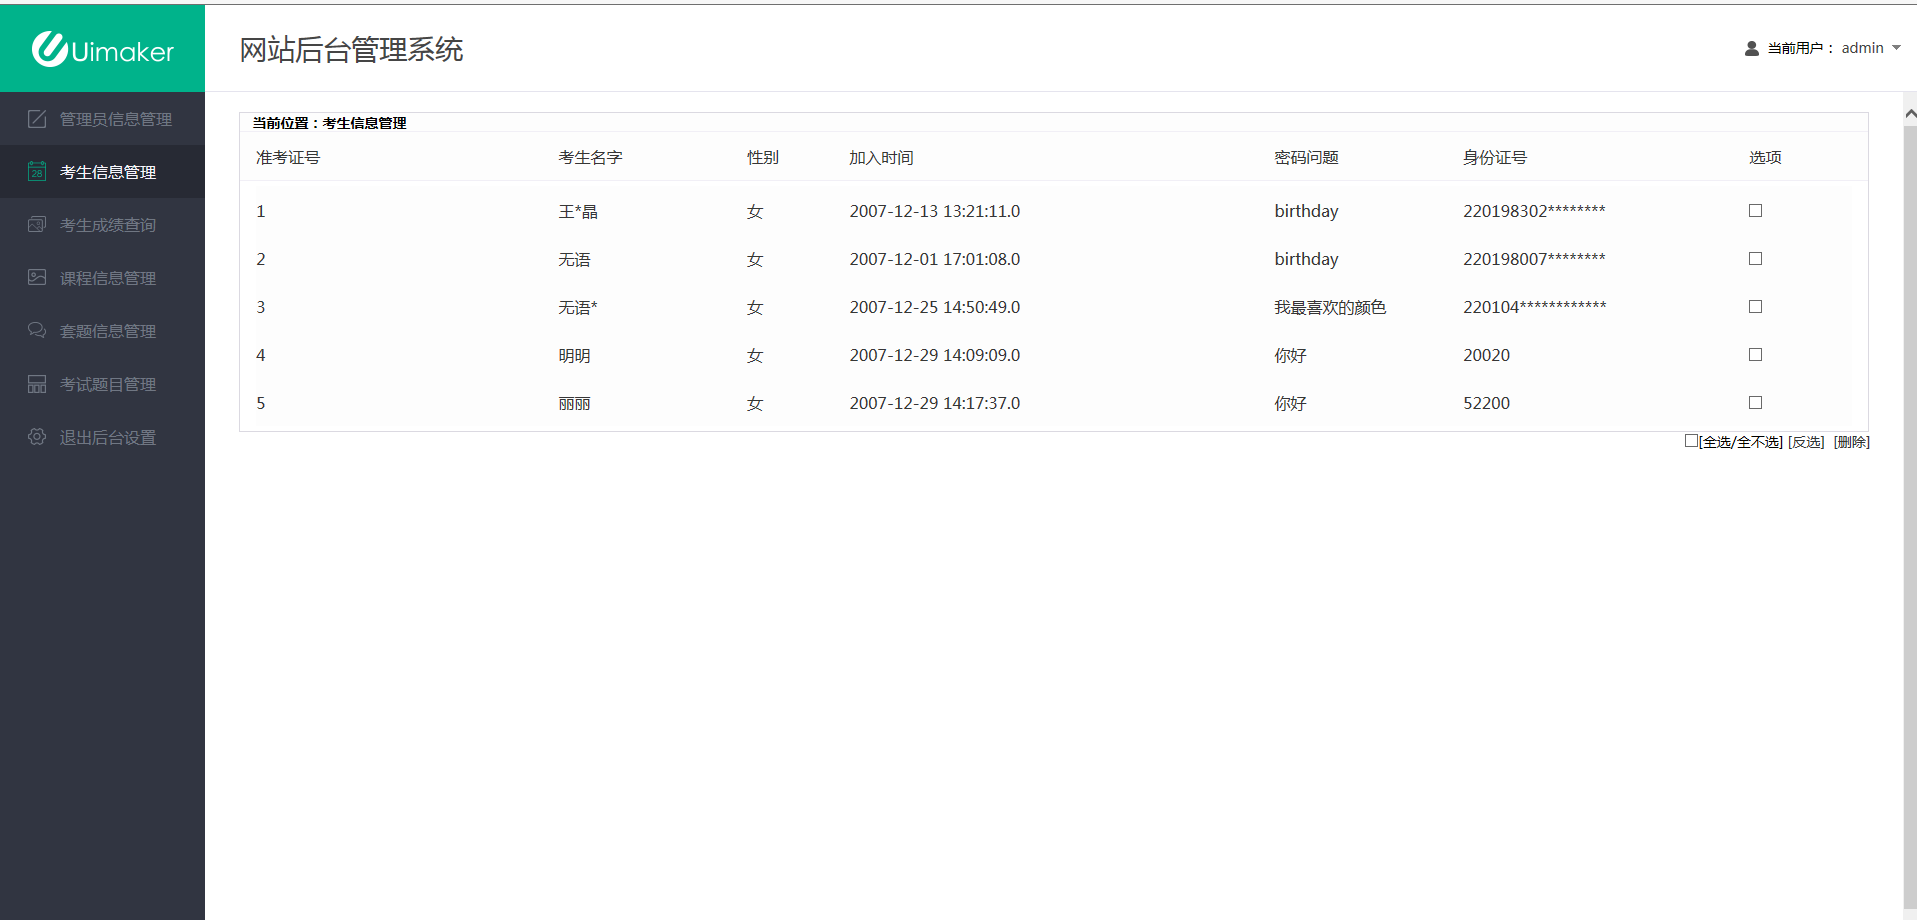 Uimaker
网站后台管理系统
当前用户： admin
管理员信息管理
考生信息管理
考生成绩查询
课程信息管理
套题信息管理
考试题目管理
退出后台设置
当前位置：考生信息管理
准考证号 考生名字 性别 加入时间 密码问题 身份证号 选项
1 王*晶 女 2007-12-13 13:21:11.0 birthday 220198302********
2 无语 女 2007-12-01 17:01:08.0 birthday 220198007********
3 无语* 女 2007-12-25 14:50:49.0 我最喜欢的颜色 220104************
4 明明 女 2007-12-29 14:09:09.0 你好 20020
5 丽丽 女 2007-12-29 14:17:37.0 你好 52200
[全选/全不选] [反选] [删除]
28